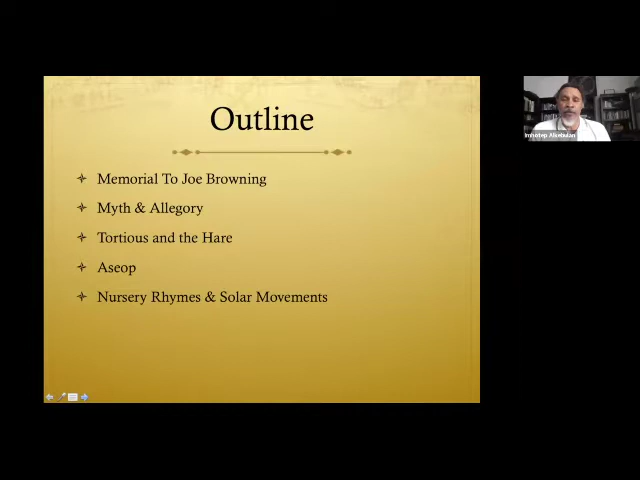 Outline
Memorial To Joe Browning
Myth & Allegory
Tortious and the Hare
Aseop
Nursery Rhymes & Solar Movements
Imhotep Alkebulan